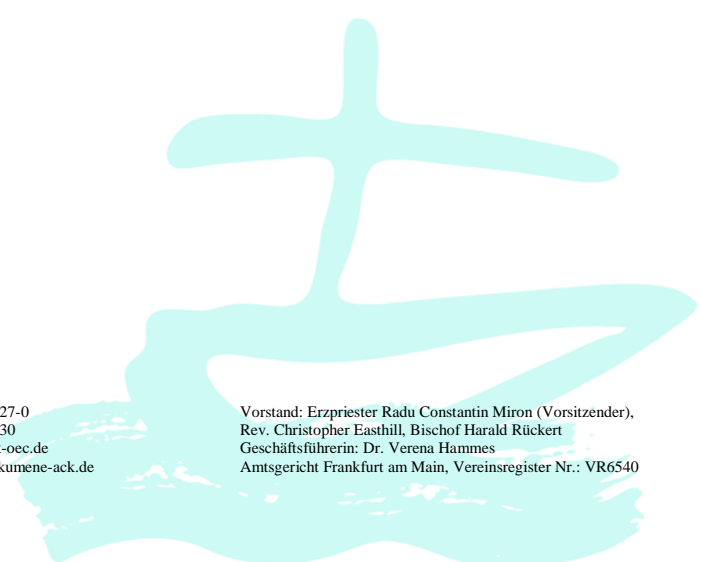 27-0
30
-oec.de
kumene-ack.de
Vorstand: Erzpriester Radu Constantin Miron (Vorsitzender),
Rev. Christopher Easthill, Bischof Harald Rückert
Geschäftsführerin: Dr. Verena Hammes
Amtsgericht Frankfurt am Main, Vereinsregister Nr.: VR6540